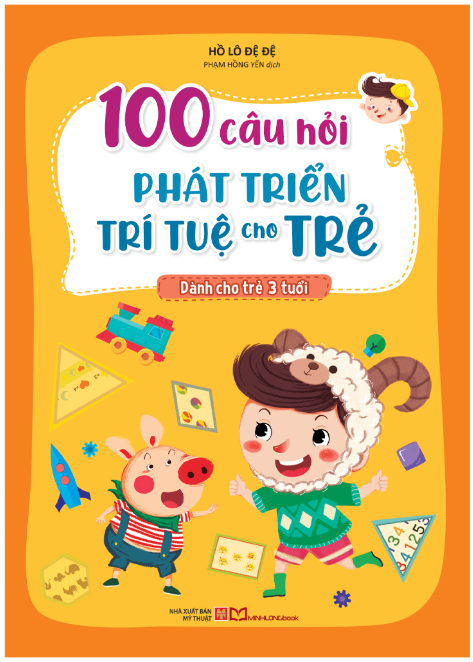 HỒ LÔ ĐỆ ĐỆ
PHẠM HỒNG YẾN dịch
100 câu hỏi
PHÁT TRIỂN
TRÍ TUỆ cho TRẺ
Dành cho trẻ 3 tuổi
NHÀ XUẤT BẢN
MỸ THUẬT
MINHLONGbook